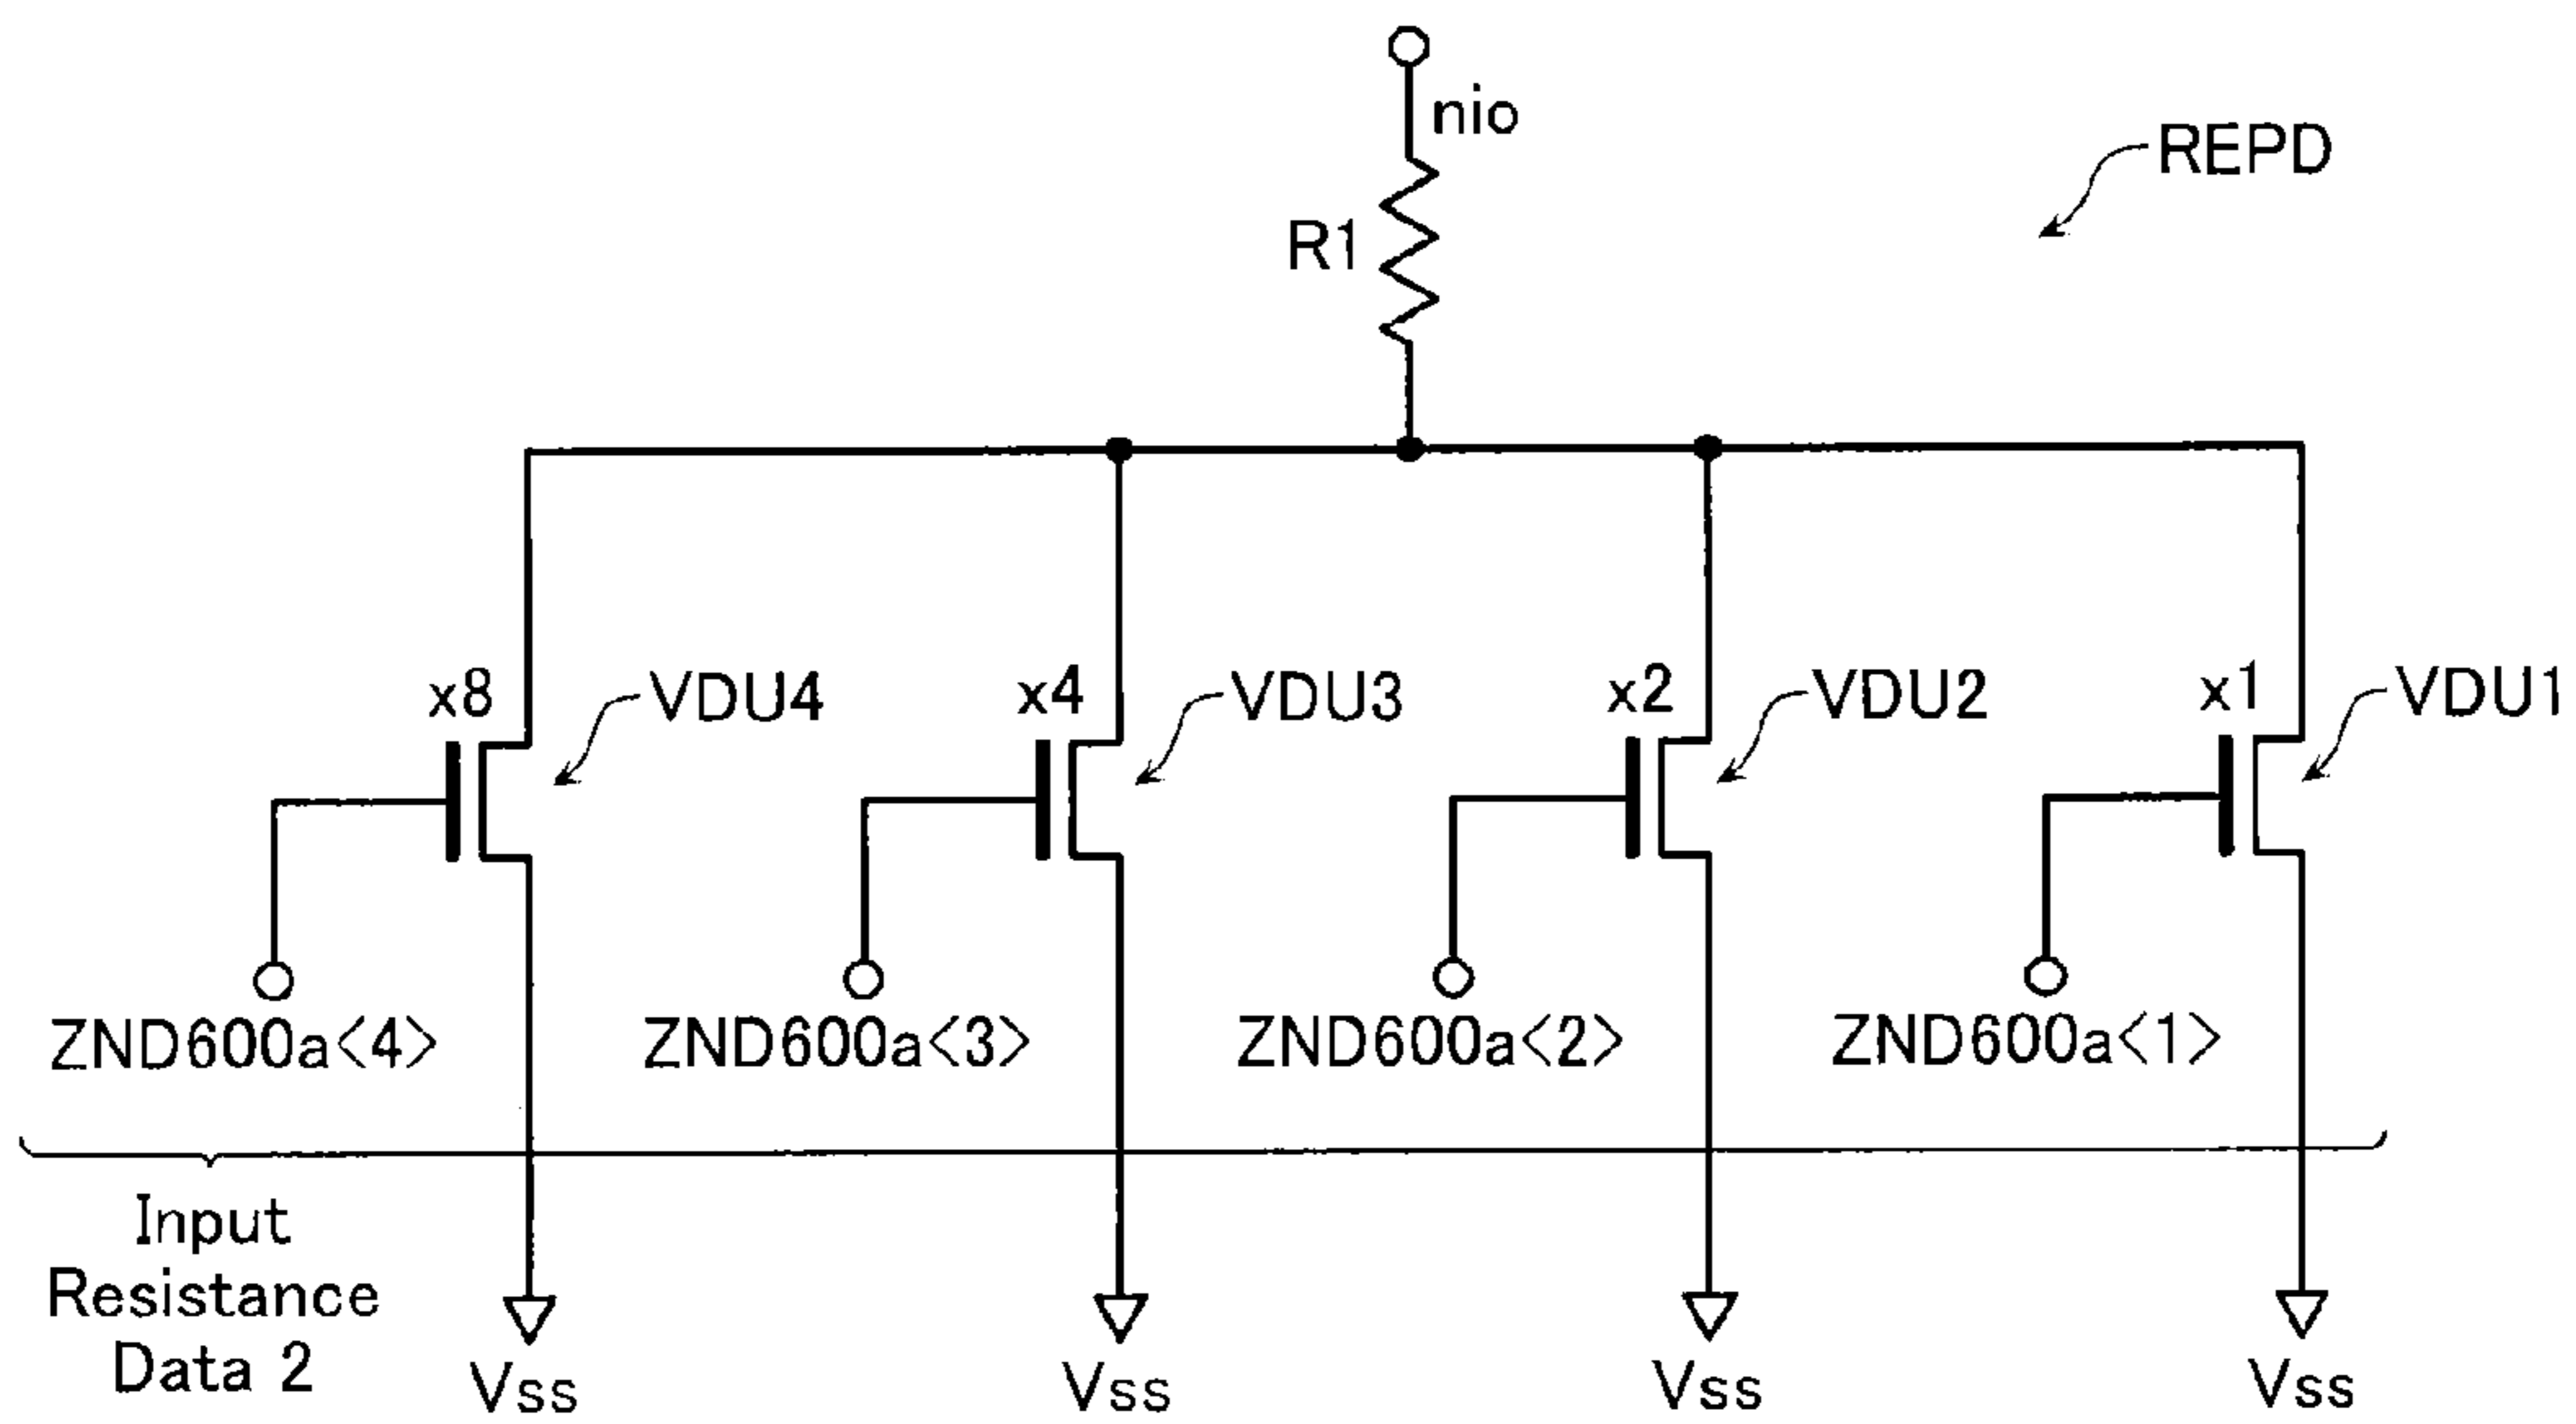 nio
REPD
R1
x8
VDU4
x4
VDU3
x2
VDU2
x1
VDU1
ZND600a<4>
ZND600a<3>
ZND600a<2>
ZND600a<1>
Input
Resistance
Data 2
Vss
Vss
Vss
Vss